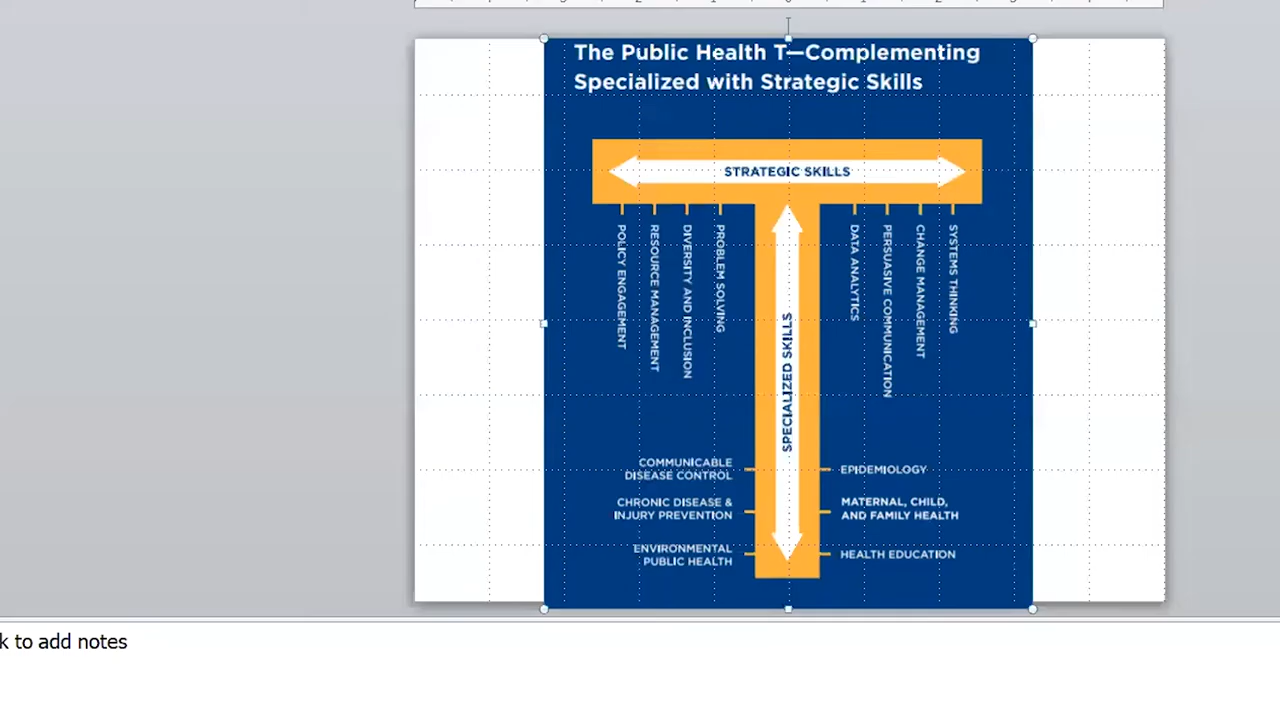 The Public Health T—Complementing
Specialized with Strategic Skills
STRATEGIC SKILLS
POLICY ENGAGEMENT
RESOURCE MANAGEMENT
DIVERSITY AND INCLUSION
PROBLEM SOLVING
DATA ANALYTICS
PERSUASIVE COMMUNICATION
CHANGE MANAGEMENT
SYSTEMS THINKING
SPECIALIZED SKILLS
COMMUNICABLE
DISEASE CONTROL
EPIDEMIOLOGY
CHRONIC DISEASE &
INJURY PREVENTION
MATERNAL, CHILD,
AND FAMILY HEALTH
ENVIRONMENTAL
PUBLIC HEALTH
HEALTH EDUCATION
k to add notes